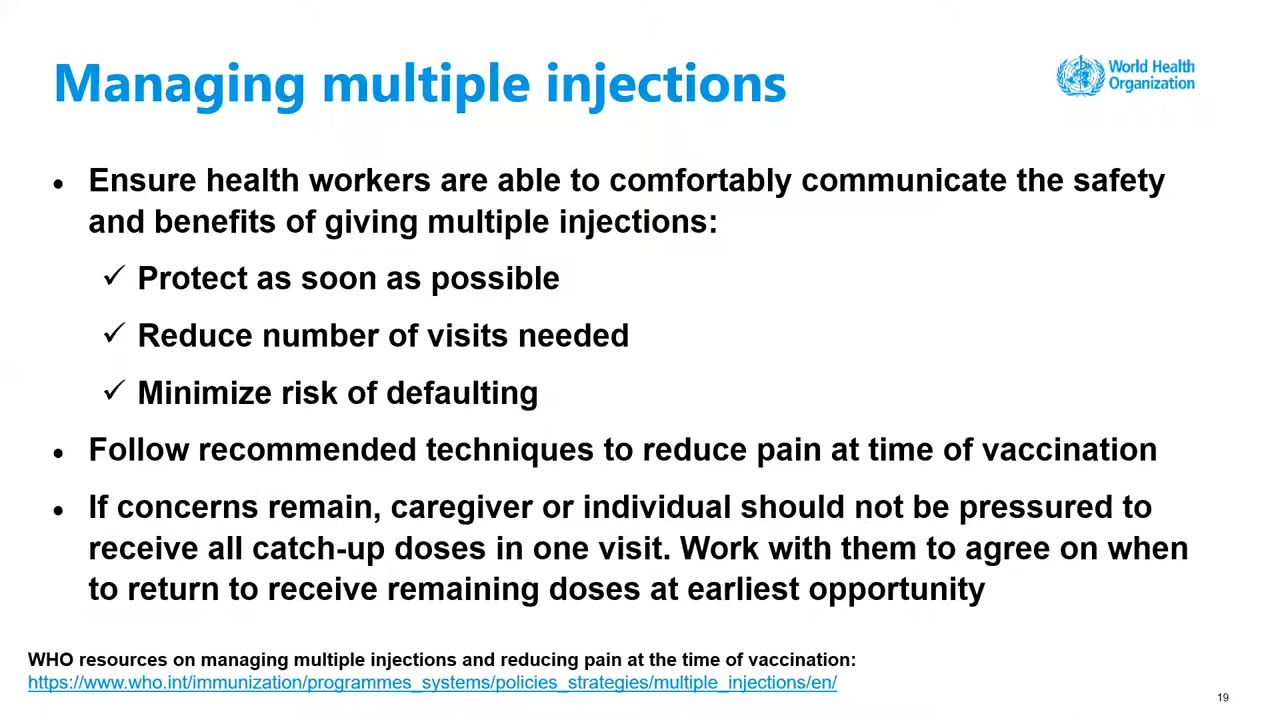 Managing multiple injections
World Health
Organization
• Ensure health workers are able to comfortably communicate the safety
and benefits of giving multiple injections:
✓ Protect as soon as possible
✓ Reduce number of visits needed
✓ Minimize risk of defaulting
• Follow recommended techniques to reduce pain at time of vaccination
• If concerns remain, caregiver or individual should not be pressured to
receive all catch-up doses in one visit. Work with them to agree on when
to return to receive remaining doses at earliest opportunity
WHO resources on managing multiple injections and reducing pain at the time of vaccination:
https://www.who.int/immunization/programmes_systems/policies_strategies/multiple_injections/en/
19